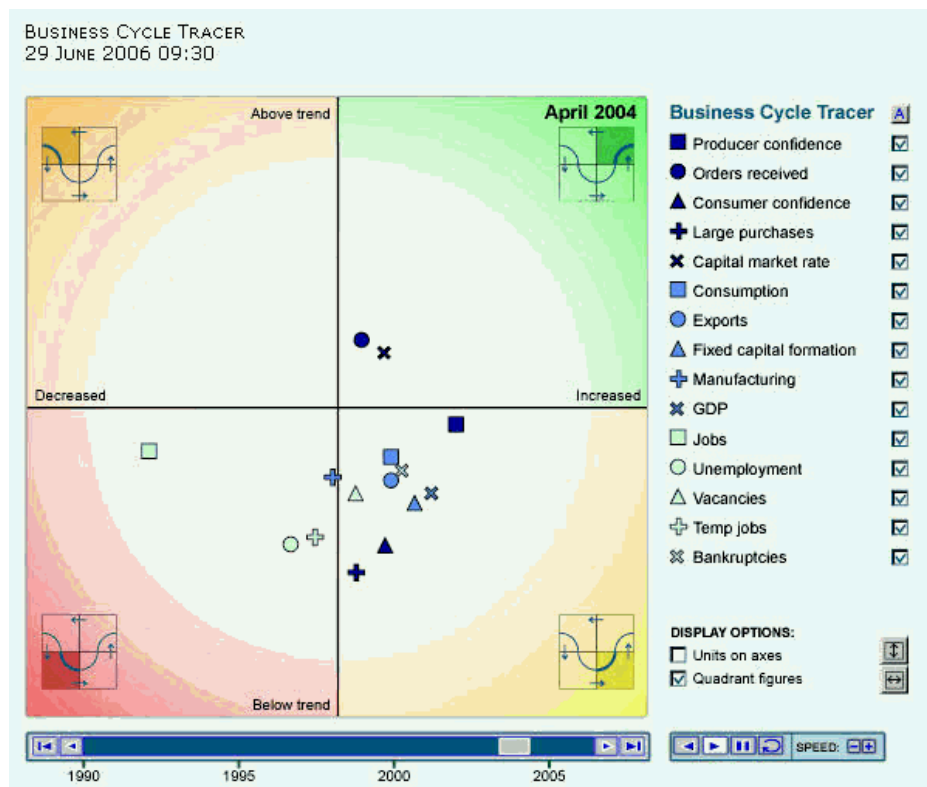 BUSINESS CYCLE TRACER
29 JUNE 2006 09:30
Above trend
April 2004
Decreased
Increased
Below trend
1990 1995 2000 2005
Business Cycle Tracer A
Producer confidence
Orders received
Consumer confidence
Large purchases
Capital market rate
Consumption
Exports
Fixed capital formation
Manufacturing
GDP
Jobs
Unemployment
Vacancies
Temp jobs
Bankruptcies
DISPLAY OPTIONS:
Units on axes
Quadrant figures
SPEED: